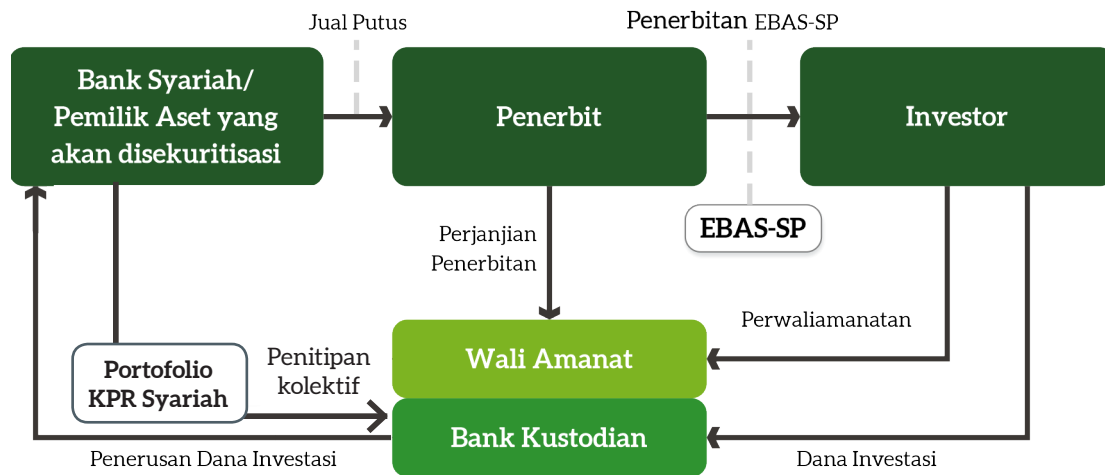 Jual Putus
Penerbitan EBAS-SP
Bank Syariah/
Pemilik Aset yang
akan disekuritisasi
Penerbit
Investor
EBAS-SP
Perjanjian
Penerbitan
Perwaliamanatan
Wali Amanat
Portofolio
KPR Syariah
Penitipan
kolektif
Bank Kustodian
Penerusan Dana Investasi
Dana Investasi